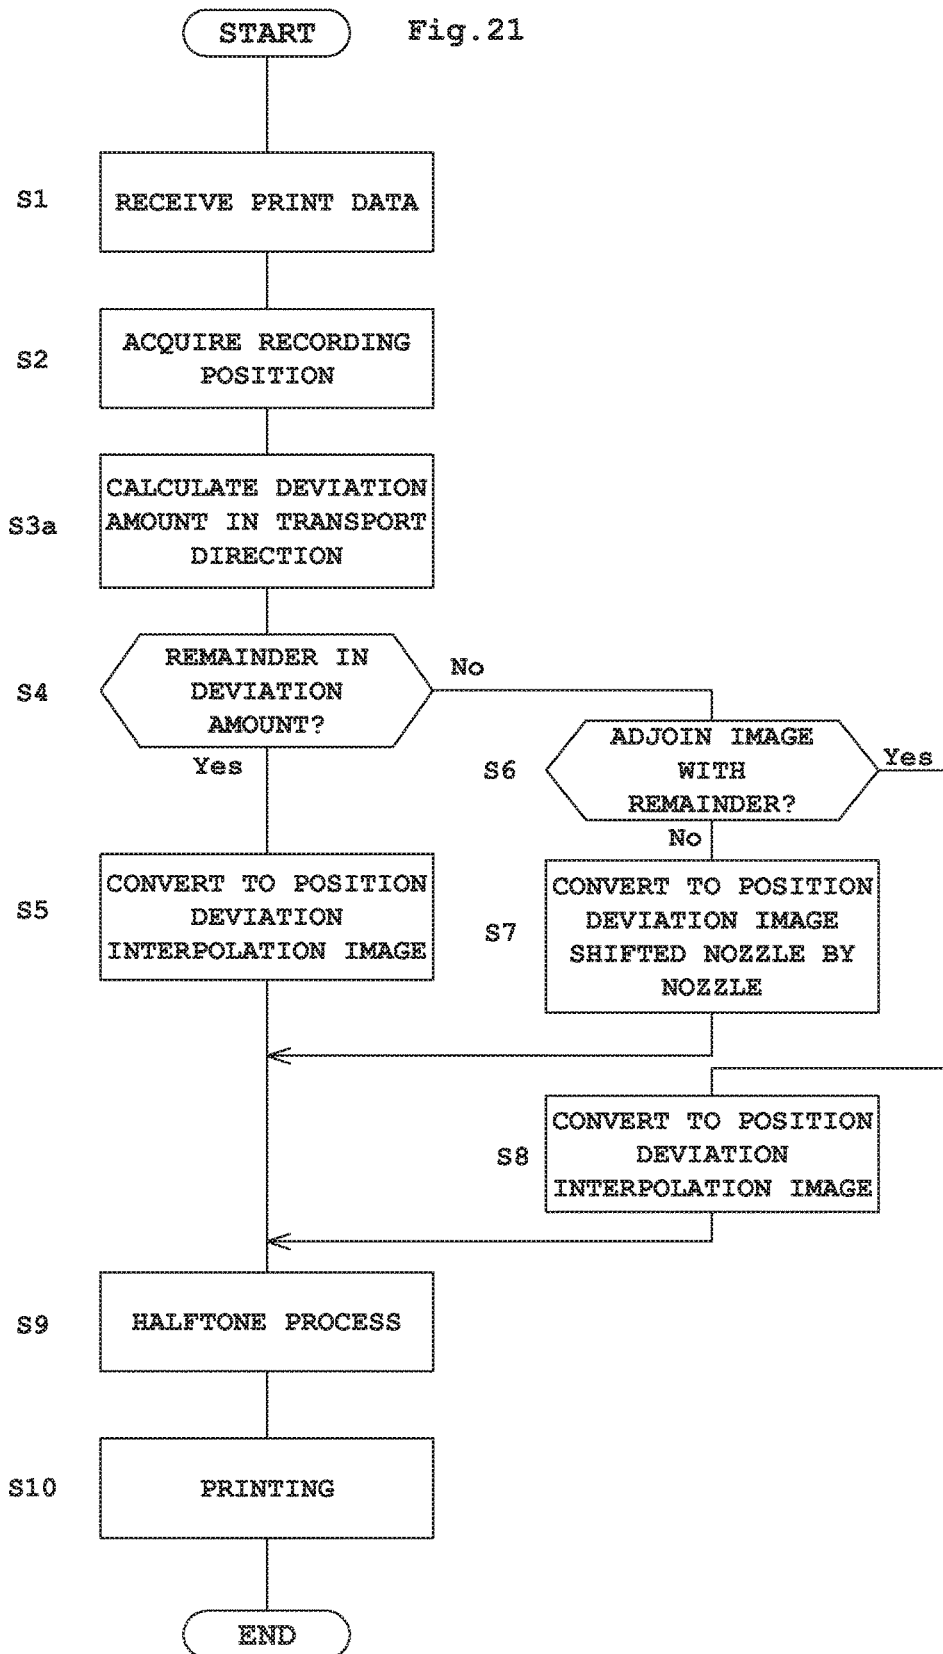 START
Fig.21
S1
RECEIVE PRINT DATA
S2
ACQUIRE RECORDING
POSITION
S3a
CALCULATE DEVIATION
AMOUNT IN TRANSPORT
DIRECTION
S4
REMAINDER IN
DEVIATION
AMOUNT?
No
Yes
S6
ADJOIN IMAGE
WITH
REMAINDER?
Yes
No
S5
CONVERT TO POSITION
DEVIATION
INTERPOLATION IMAGE
S7
CONVERT TO POSITION
DEVIATION IMAGE
SHIFTED NOZZLE BY
NOZZLE
S8
CONVERT TO POSITION
DEVIATION
INTERPOLATION IMAGE
S9
HALFTONE PROCESS
S10
PRINTING
END